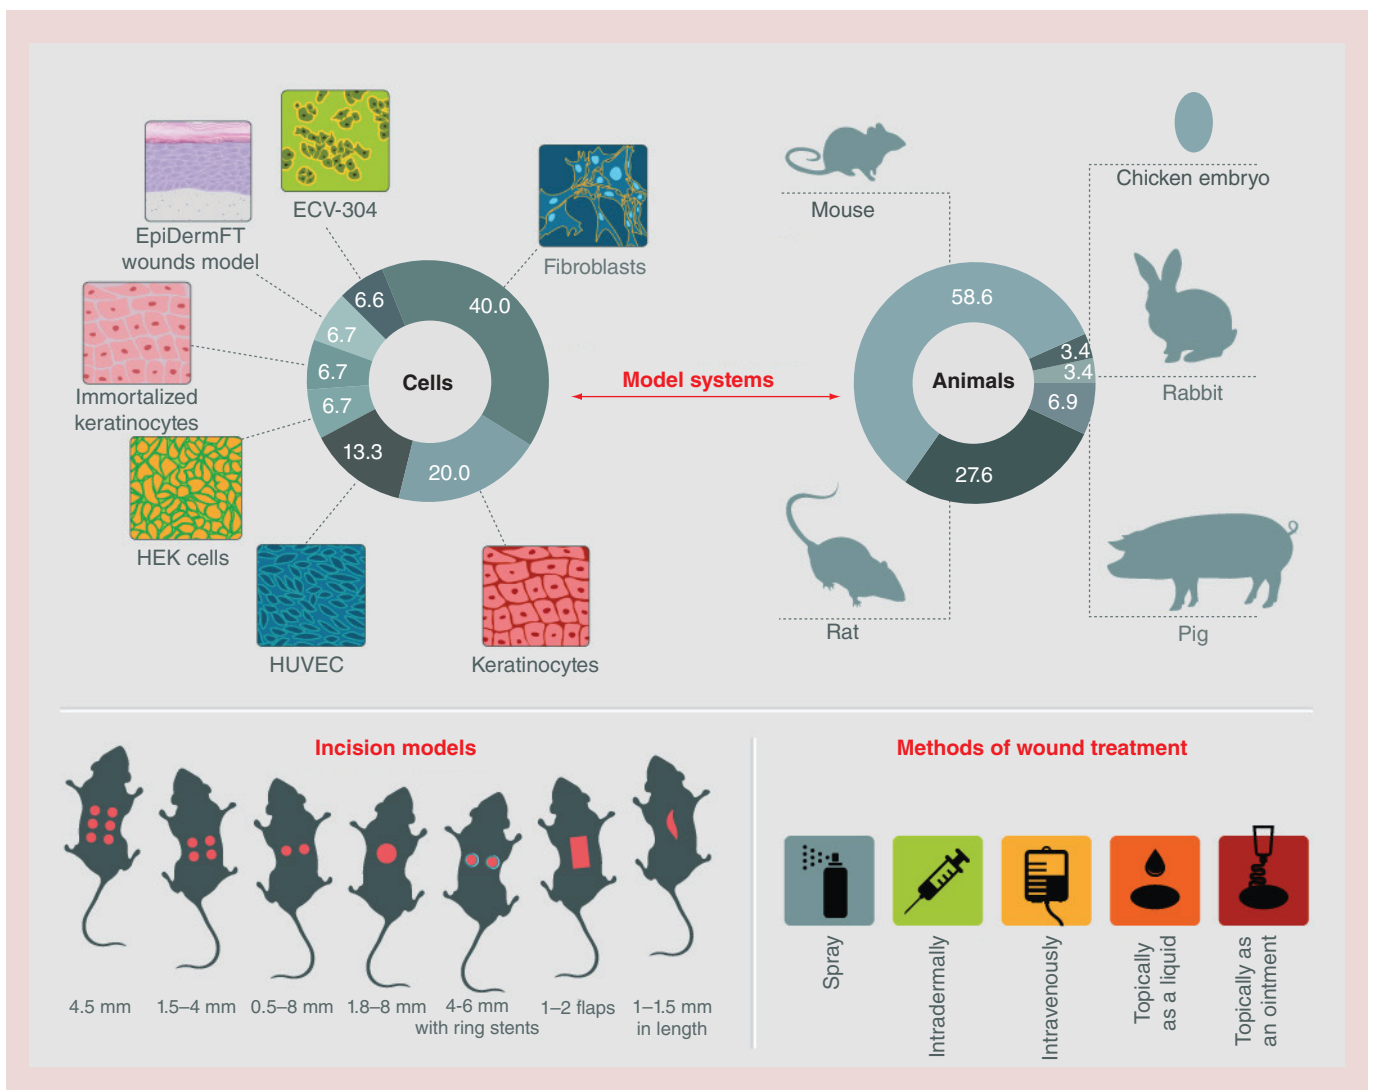 ECV-304
EpiDermFT
wounds model
Fibroblasts
Immortalized
keratinocytes
HEK cells
HUVEC
Keratinocytes
6.6
40.0
6.7
6.7
6.7
13.3
20.0
Cells
Model systems
Mouse
Chicken embryo
Rabbit
Rat
Pig
58.6
3.4
3.4
6.9
27.6
Animals
Incision models
4.5 mm
1.5–4 mm
0.5–8 mm
1.8–8 mm
4-6 mm
with ring stents
1–2 flaps
1–1.5 mm
in length
Methods of wound treatment
Spray
Intradermally
Intravenously
Topically
as a liquid
Topically as
an ointment